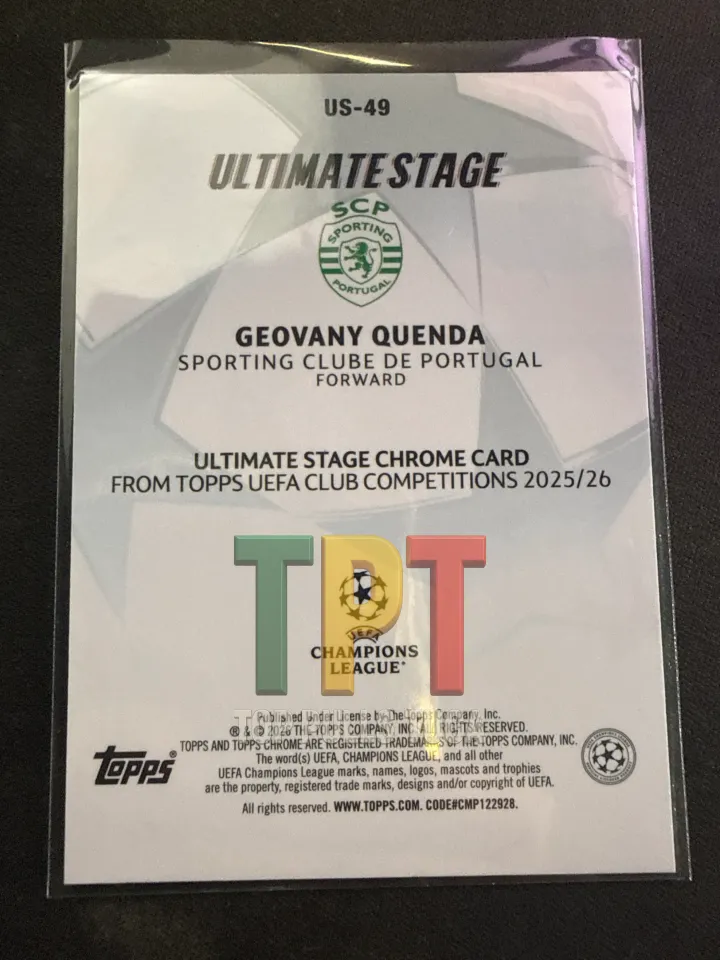 US-49
ULTIMATE STAGE
SCP
SPORTING
PORTUGAL
GEOVANY QUENDA
SPORTING CLUBE DE PORTUGAL
FORWARD
ULTIMATE STAGE CHROME CARD
FROM TOPPS UEFA CLUB COMPETITIONS 2025/26
TPT
UEFA
CHAMPIONS
LEAGUE®
Published Under License by The Topps Company, Inc.
® & © 2026 THE TOPPS COMPANY, INC. ALL RIGHTS RESERVED.
TOPPS AND TOPPS CHROME ARE REGISTERED TRADEMARKS OF THE TOPPS COMPANY, INC.
The word(s) UEFA, CHAMPIONS LEAGUE, and all other
UEFA Champions League marks, names, logos, mascots and trophies
are the property, registered trade marks, designs and/or copyright of UEFA.
All rights reserved. WWW.TOPPS.COM. CODE#CMP122928.
topps®